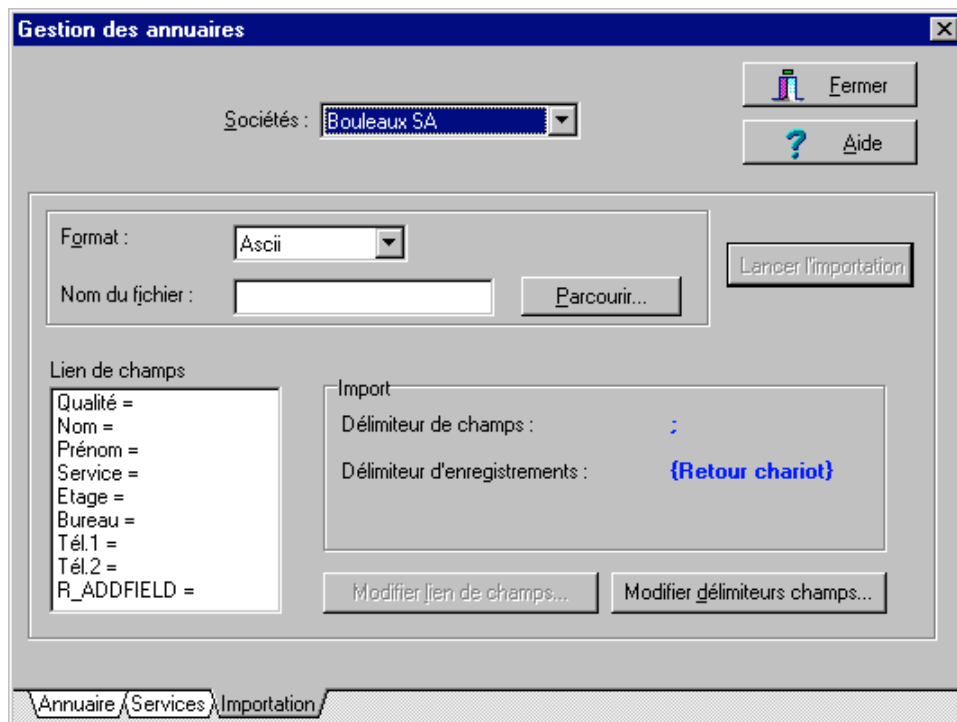 Gestion des annuaires
Fermer
Sociétés : Bouleaux SA
Aide
Format : Ascii
Lancer l'importation
Nom du fichier : Parcourir...
Lien de champs
Qualité =
Nom =
Prénom =
Service =
Etage =
Bureau =
Tél.1 =
Tél.2 =
R_ADDFIELD =
Import
Délimiteur de champs : ;
Délimiteur d'enregistrements : {Retour chariot}
Modifier lien de champs... Modifier délimiteurs champs...
Annuaire Services Importation